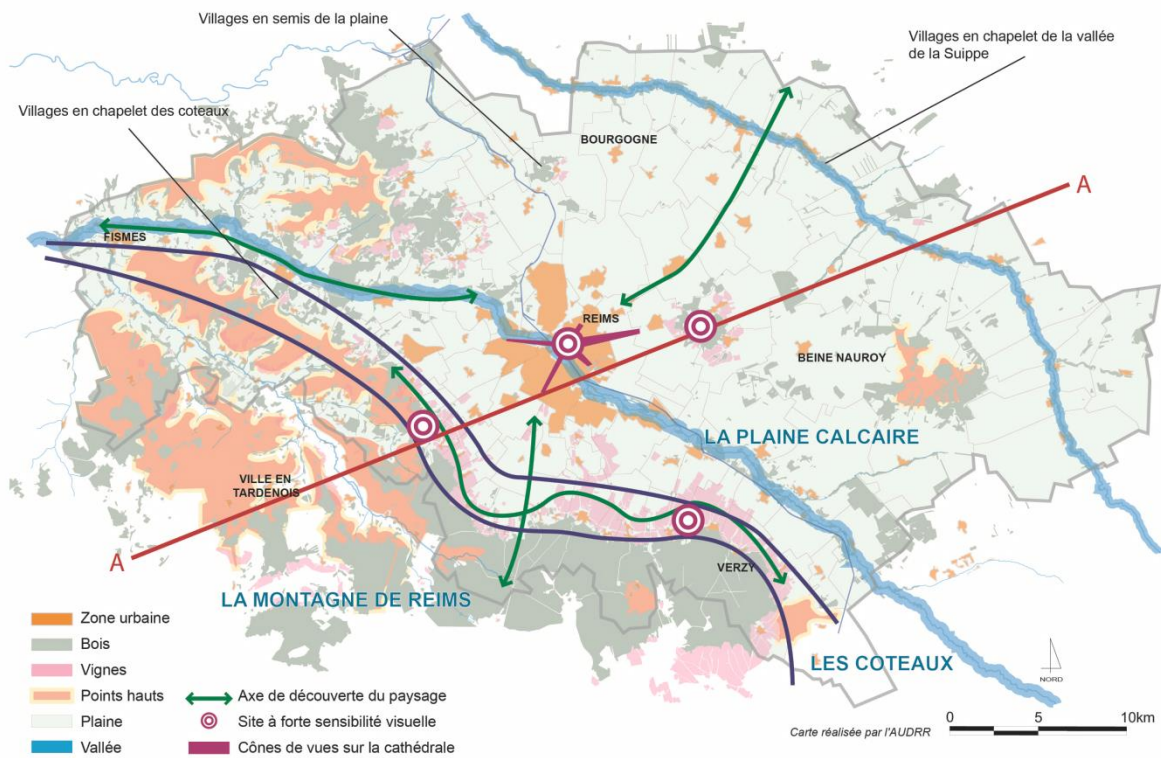 Villages en semis de la plaine
Villages en chapelet de la vallée
de la Suippe
Villages en chapelet des coteaux
BOURGOGNE
A
FISMES
REIMS
BEINE NAUROY
LA PLAINE CALCAIRE
VILLE EN
TARDENOIS
A
VERZY
LA MONTAGNE DE REIMS
LES COTEAUX
Zone urbaine
Bois
Vignes
Points hauts
Plaine
Vallée
Axe de découverte du paysage
Site à forte sensibilité visuelle
Cônes de vues sur la cathédrale
NORD
Carte réalisée par l'AUDRR
0 5 10km